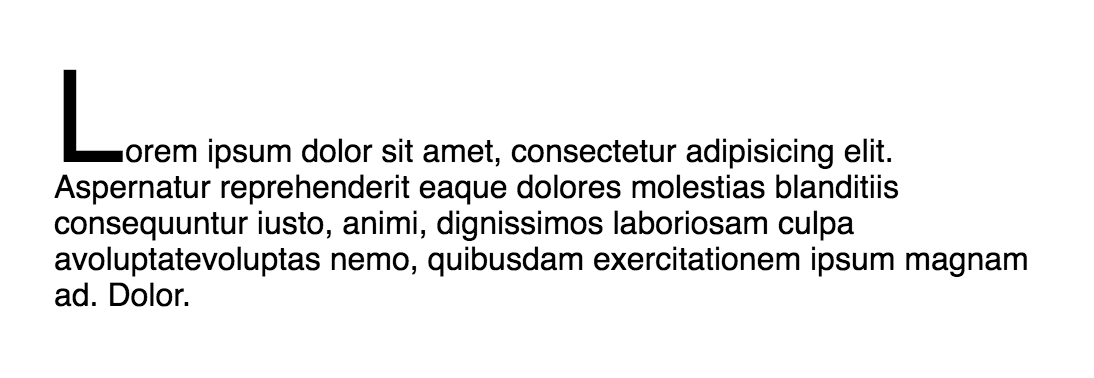 Lorem ipsum dolor sit amet, consectetur adipisicing elit.
Aspernatur reprehenderit eaque dolores molestias blanditiis
consequuntur iusto, animi, dignissimos laboriosam culpa
avoluptatevoluptas nemo, quibusdam exercitationem ipsum magnam
ad. Dolor.